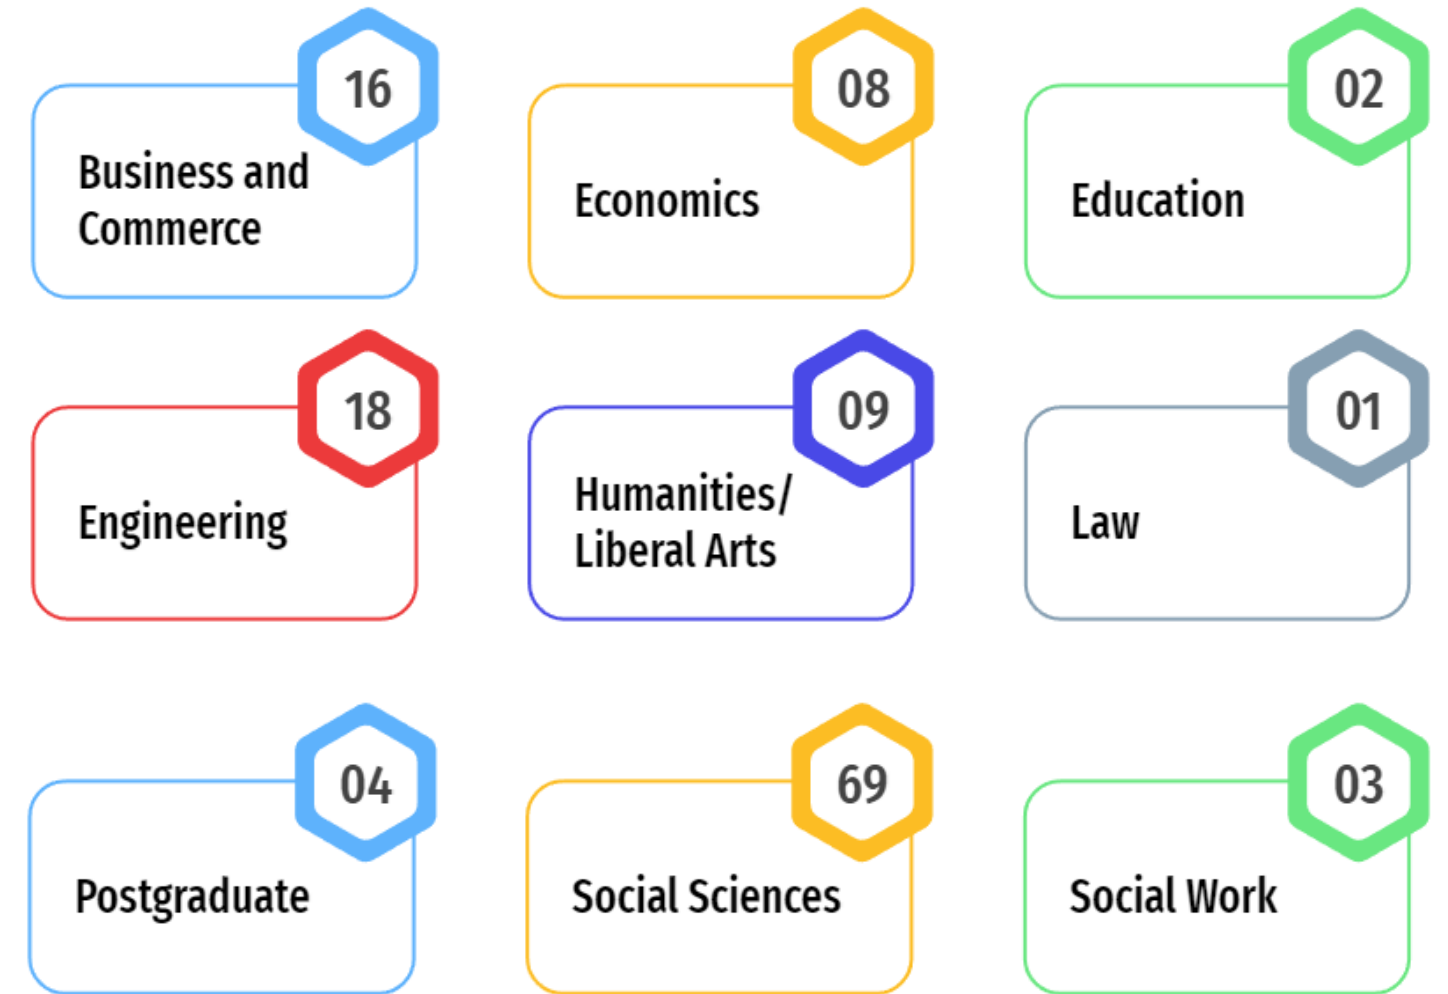 16
Business and
Commerce
08
Economics
02
Education
18
Engineering
09
Humanities/
Liberal Arts
01
Law
04
Postgraduate
69
Social Sciences
03
Social Work